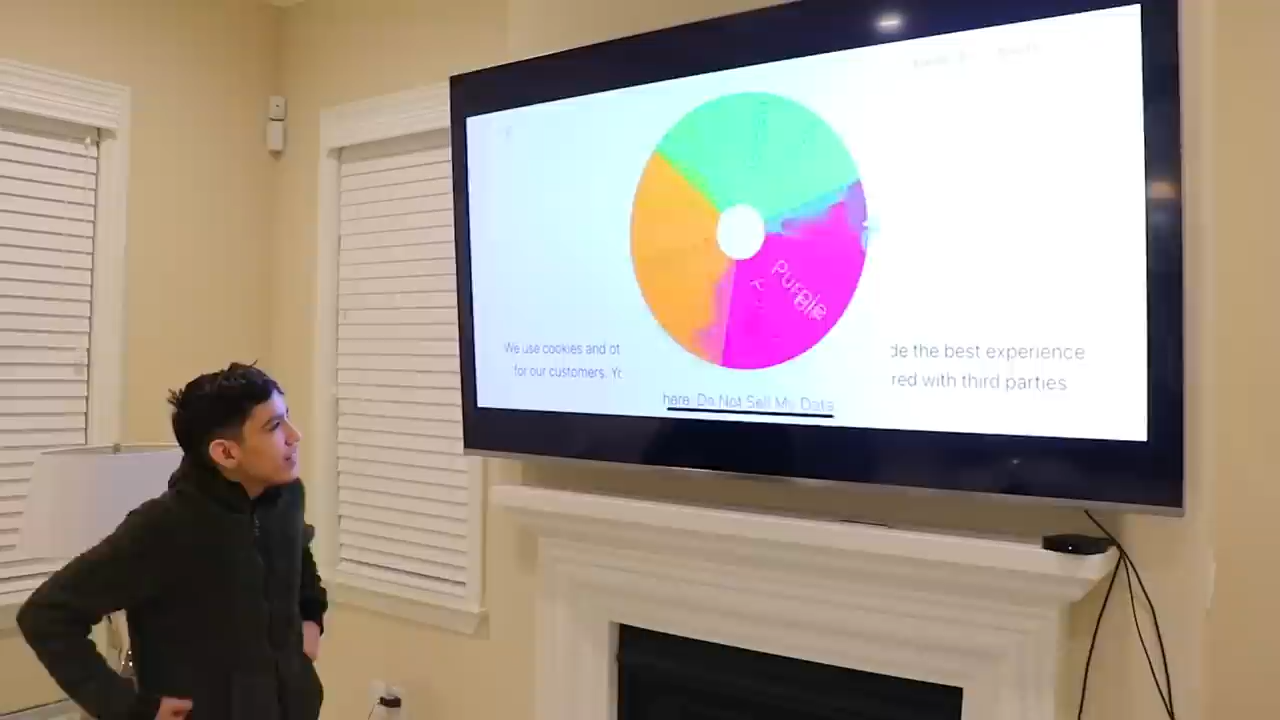 Purple
We use cookies and ot
de the best experience
for our customers. Yo
red with third parties
here. Do Not Sell My Data